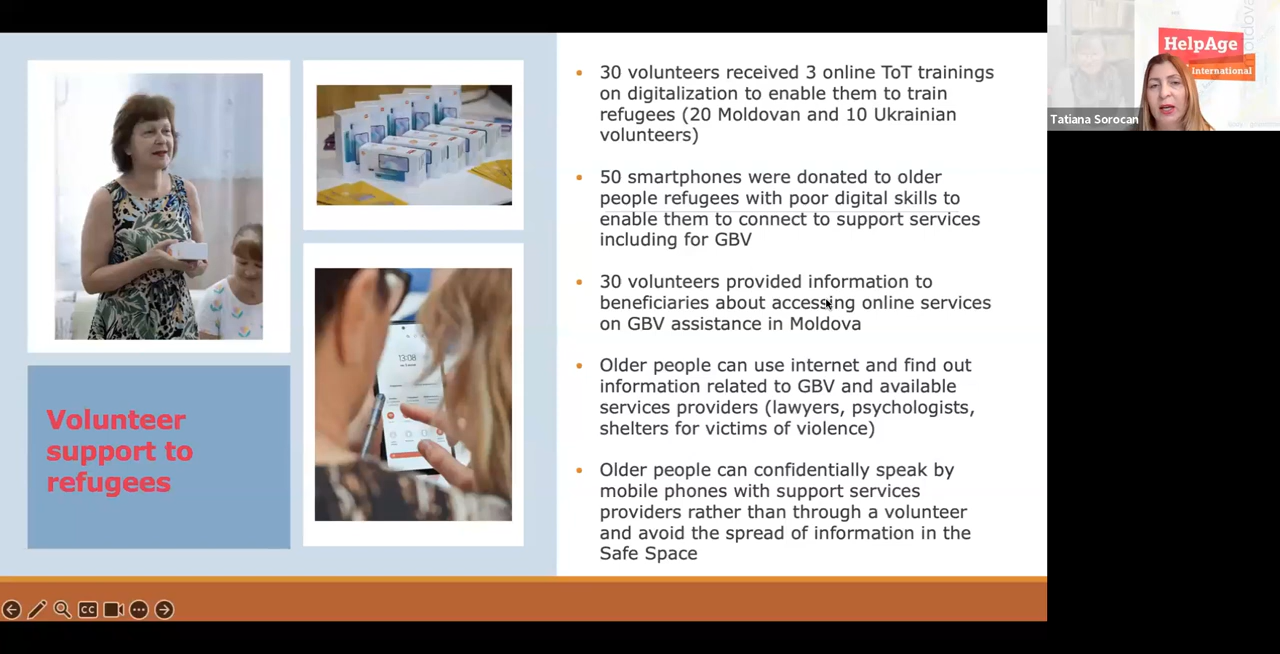 30 volunteers received 3 online ToT trainings
on digitalization to enable them to train
refugees (20 Moldovan and 10 Ukrainian
volunteers)
50 smartphones were donated to older
people refugees with poor digital skills to
enable them to connect to support services
including for GBV
30 volunteers provided information to
beneficiaries about accessing online services
on GBV assistance in Moldova
Older people can use internet and find out
information related to GBV and available
services providers (lawyers, psychologists,
shelters for victims of violence)
Older people can confidently speak by
mobile phones with support services
providers rather than through a volunteer
and avoid the spread of information in the
Safe Space
Volunteer
support to
refugees
13:08
CC
HelpAge
International
Tatiana Sorocan